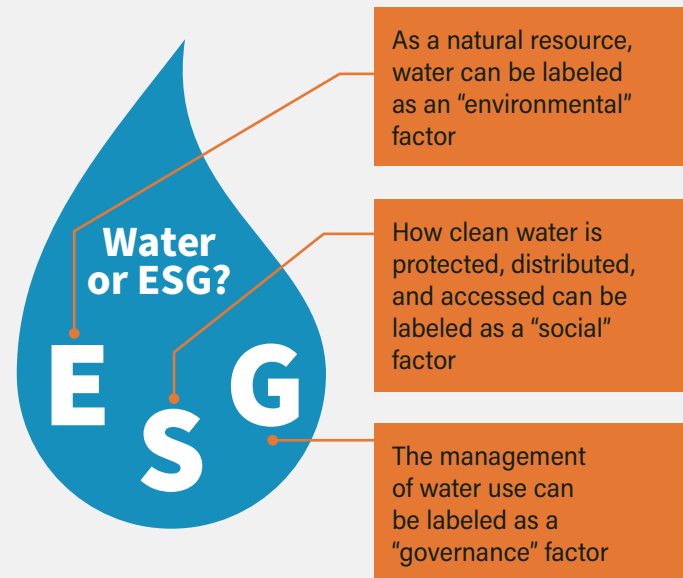 Water
or ESG?
E
S
G
As a natural resource,
water can be labeled
as an “environmental”
factor
How clean water is
protected, distributed,
and accessed can be
labeled as a “social”
factor
The management
of water use can
be labeled as a
“governance” factor